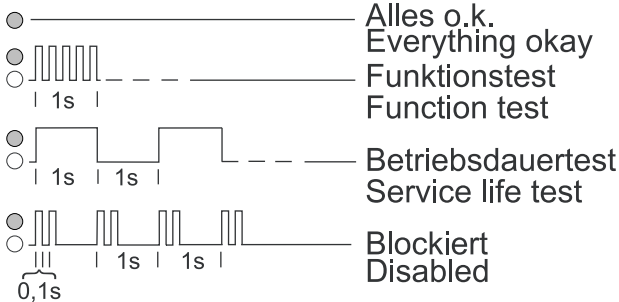 Alles o.k.
Everything okay
Funktionstest
1s
Function test
Betriebsdauertest
1s 1s
Service life test
Blockiert
1s 1s
Disabled
0,1s